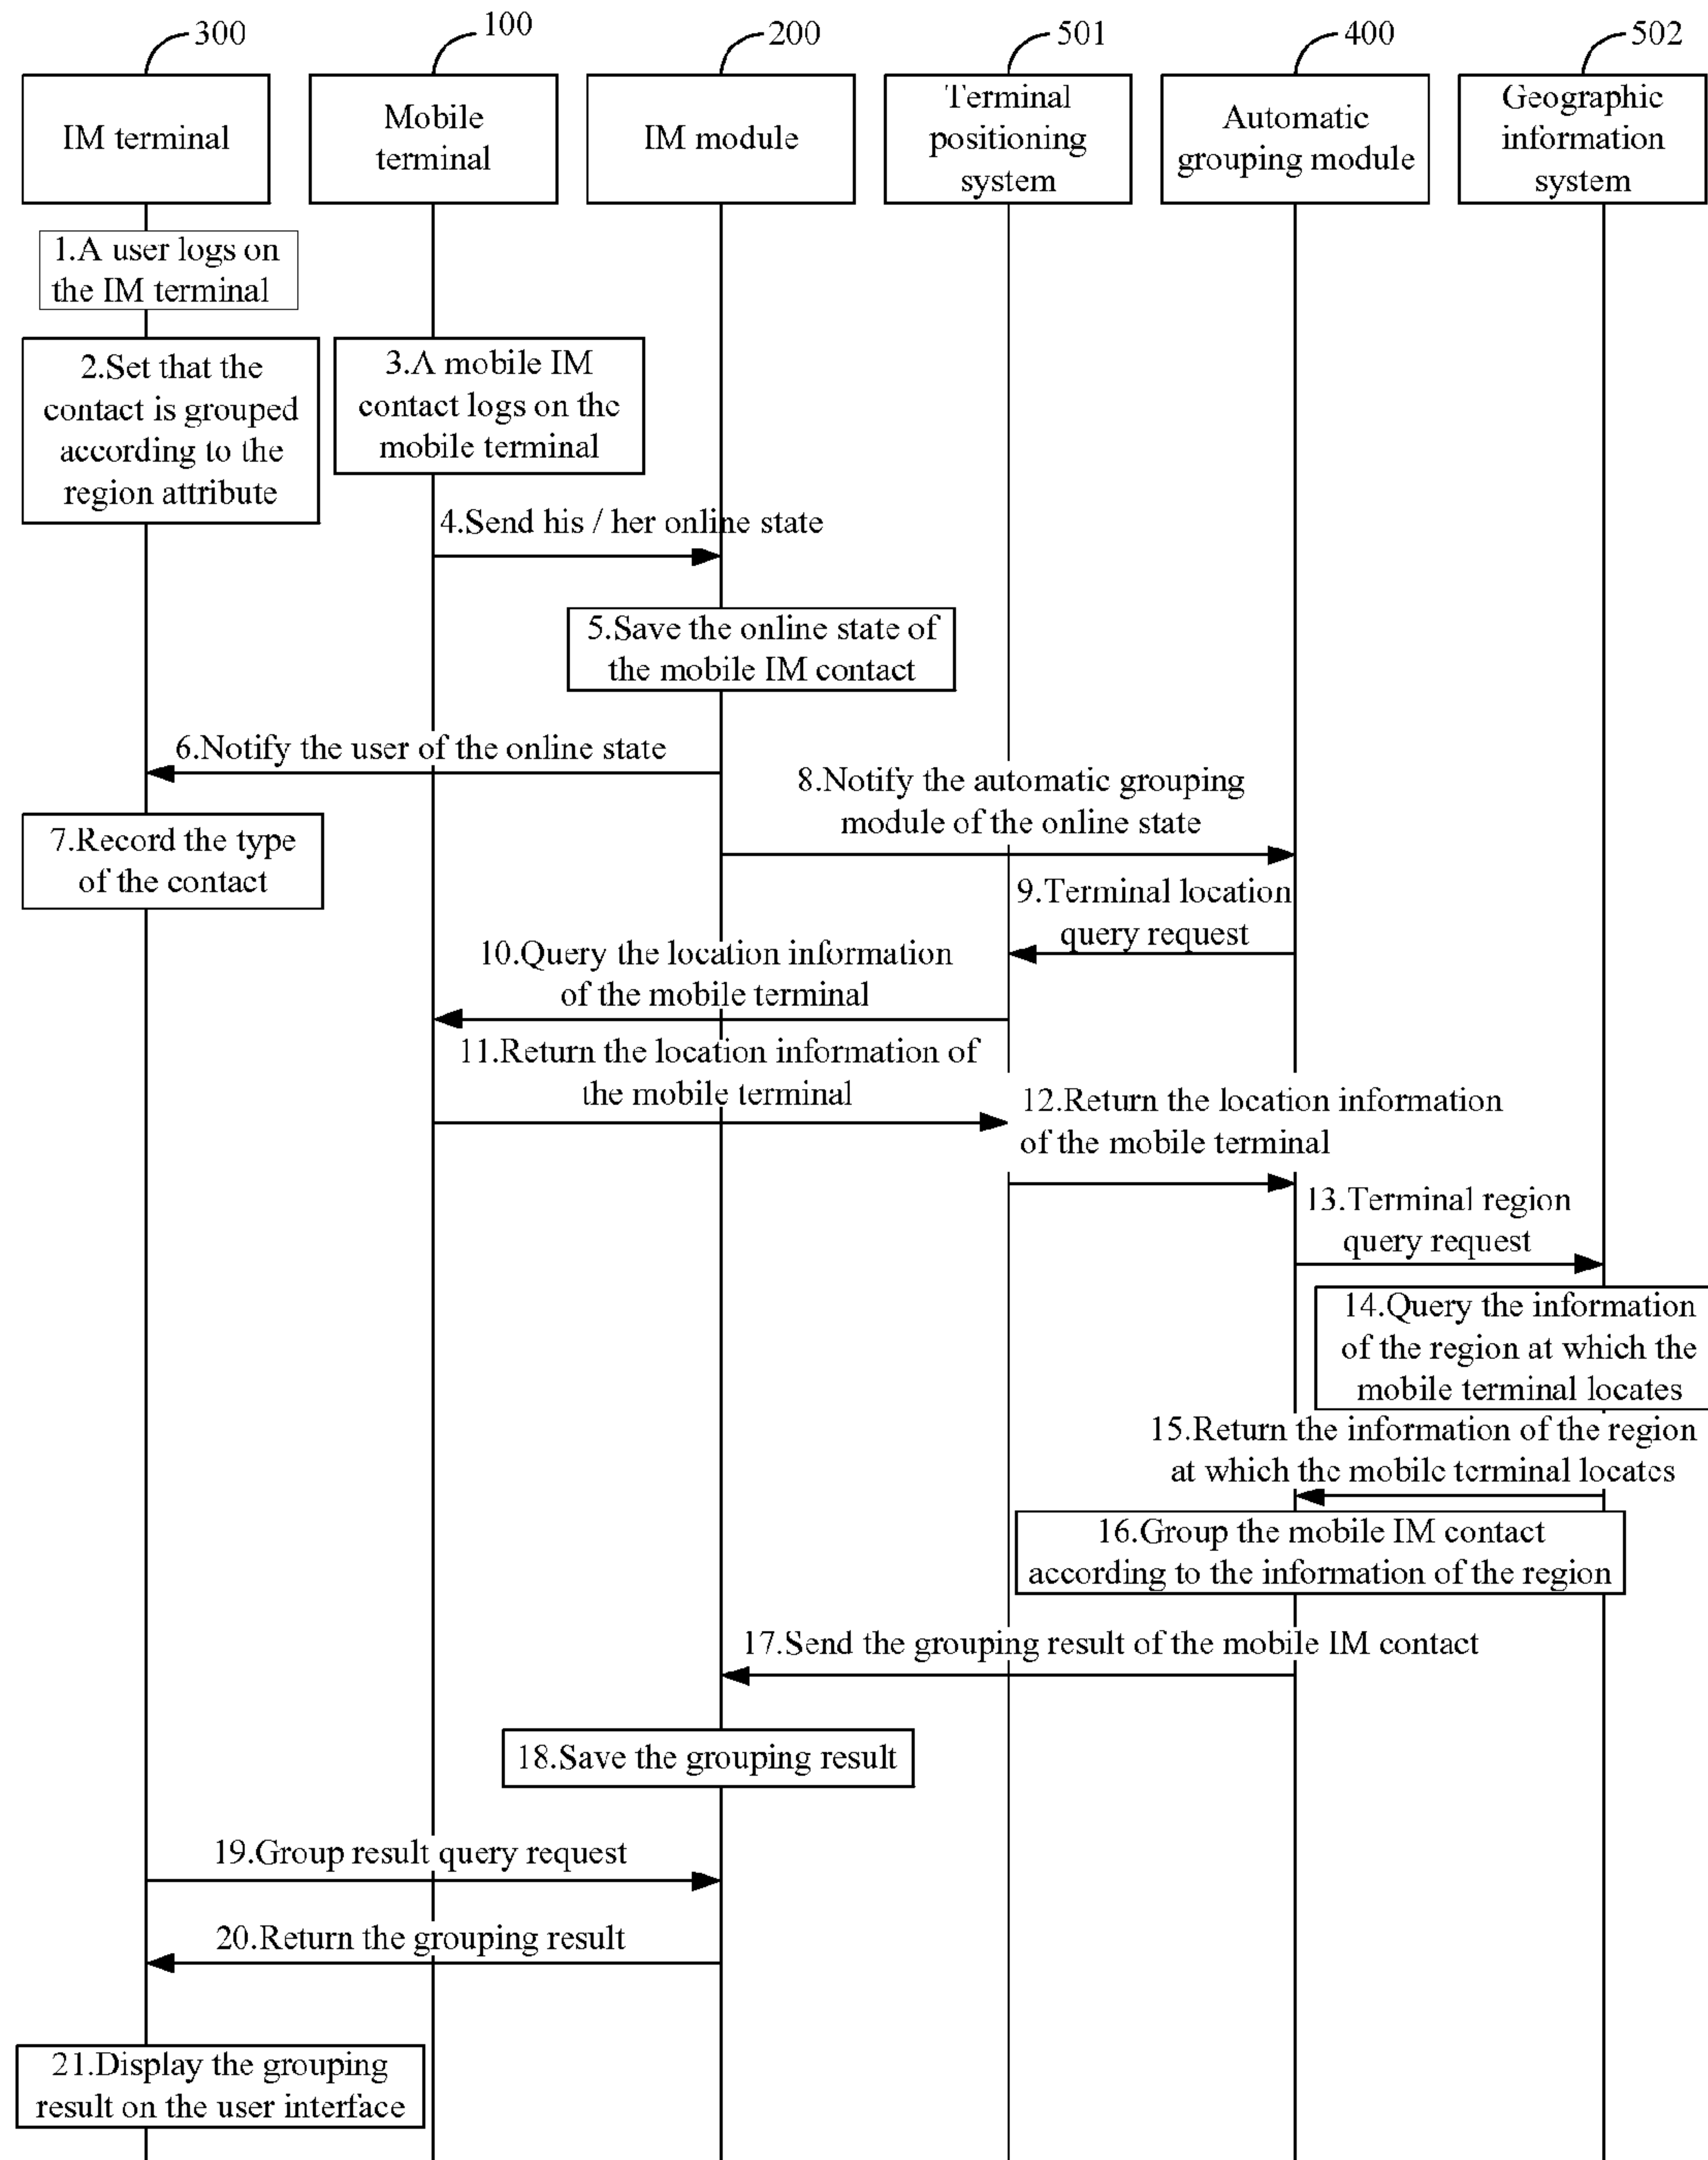 300
100
200
501
400
502
IM terminal
Mobile
terminal
IM module
Terminal
positioning
system
Automatic
grouping module
Geographic
information
system
1.A user logs on
the IM terminal
2.Set that the
contact is grouped
according to the
region attribute
3.A mobile IM
contact logs on the
mobile terminal
4.Send his / her online state
5.Save the online state of
the mobile IM contact
6.Notify the user of the online state
7.Record the type
of the contact
8.Notify the automatic grouping
module of the online state
9.Terminal location
query request
10.Query the location information
of the mobile terminal
11.Return the location information of
the mobile terminal
12.Return the location information
of the mobile terminal
13.Terminal region
query request
14.Query the information
of the region at which the
mobile terminal locates
15.Return the information of the region
at which the mobile terminal locates
16.Group the mobile IM contact
according to the information of the region
17.Send the grouping result of the mobile IM contact
18.Save the grouping result
19.Group result query request
20.Return the grouping result
21.Display the grouping
result on the user interface